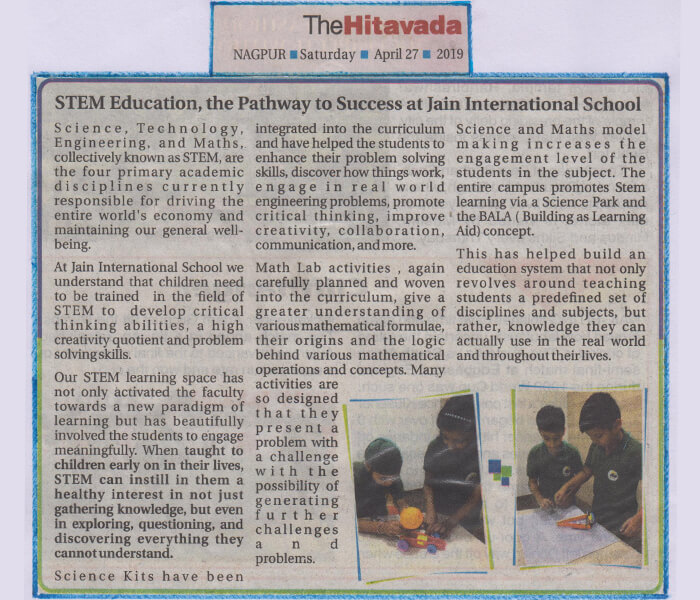 TheHitavada
NAGPUR ■ Saturday ■ April 27 ■ 2019
STEM Education, the Pathway to Success at Jain International School
Science, Technology,
Engineering, and Maths,
collectively known as STEM, are
the four primary academic
disciplines currently
responsible for driving the
entire world's economy and
maintaining our general well-
being.
At Jain International School we
understand that children need
to be trained in the field of
STEM to develop critical
thinking abilities, a high
creativity quotient and problem
solving skills.
Our STEM learning space has
not only activated the faculty
towards a new paradigm of
learning but has beautifully
involved the students to engage
meaningfully. When taught to
children early on in their lives,
STEM can instill in them a
healthy interest in not just
gathering knowledge, but even
in exploring, questioning, and
discovering everything they
cannot understand.
Science Kits have been
integrated into the curriculum
and have helped the students to
enhance their problem solving
skills, discover how things work,
engage in real world
engineering problems, promote
critical thinking, improve
creativity, collaboration,
communication, and more.
Math Lab activities , again
carefully planned and woven
into the curriculum, give a
greater understanding of
various mathematical formulae,
their origins and the logic
behind various mathematical
operations and concepts. Many
activities are
so designed
that they
present a
problem with
a challenge
with the
possibility of
generating
further
challenges
and
problems.
Science and Maths model
making increases the
engagement level of the
students in the subject. The
entire campus promotes Stem
learning via a Science Park and
the BALA ( Building as Learning
Aid) concept.
This has helped build an
education system that not only
revolves around teaching
students a predefined set of
disciplines and subjects, but
rather, knowledge they can
actually use in the real world
and throughout their lives.